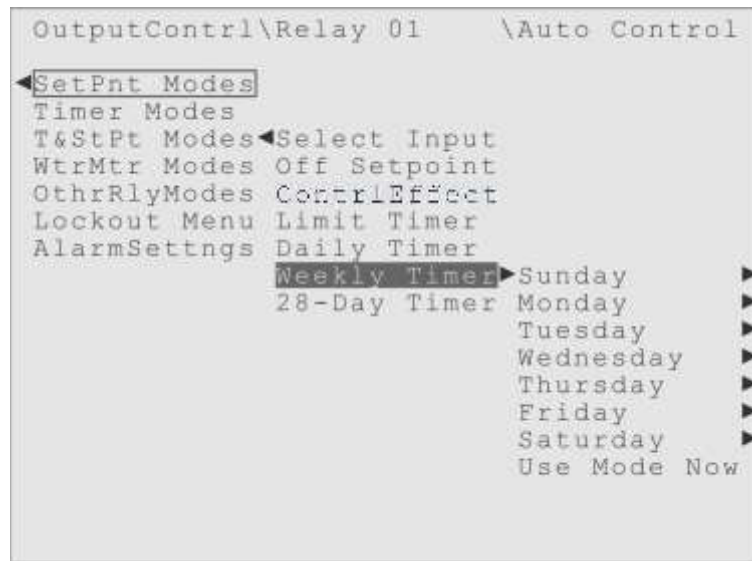 OutputContrl\Relay 01 \Auto Control
SetPnt Modes
Timer Modes
T&StPt Modes Select Input
WtrMtr Modes Off Setpoint
OthrRlyModes ContrlEffect
Lockout Menu Limit Timer
AlarmSettngs Daily Timer
Weekly Timer Sunday
28-Day Timer Monday
Tuesday
Wednesday
Thursday
Friday
Saturday
Use Mode Now